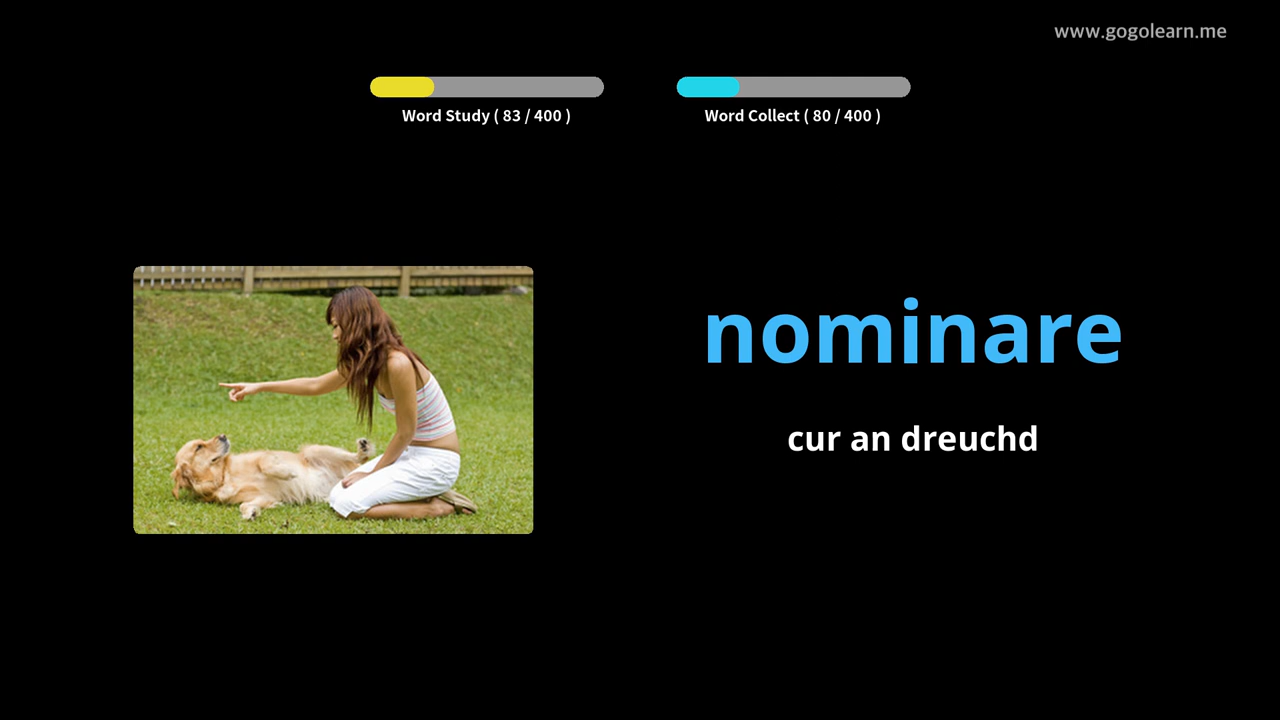 www.gogolearn.me
Word Study ( 83 / 400 )
Word Collect ( 80 / 400 )
nominare
cur an dreuchd